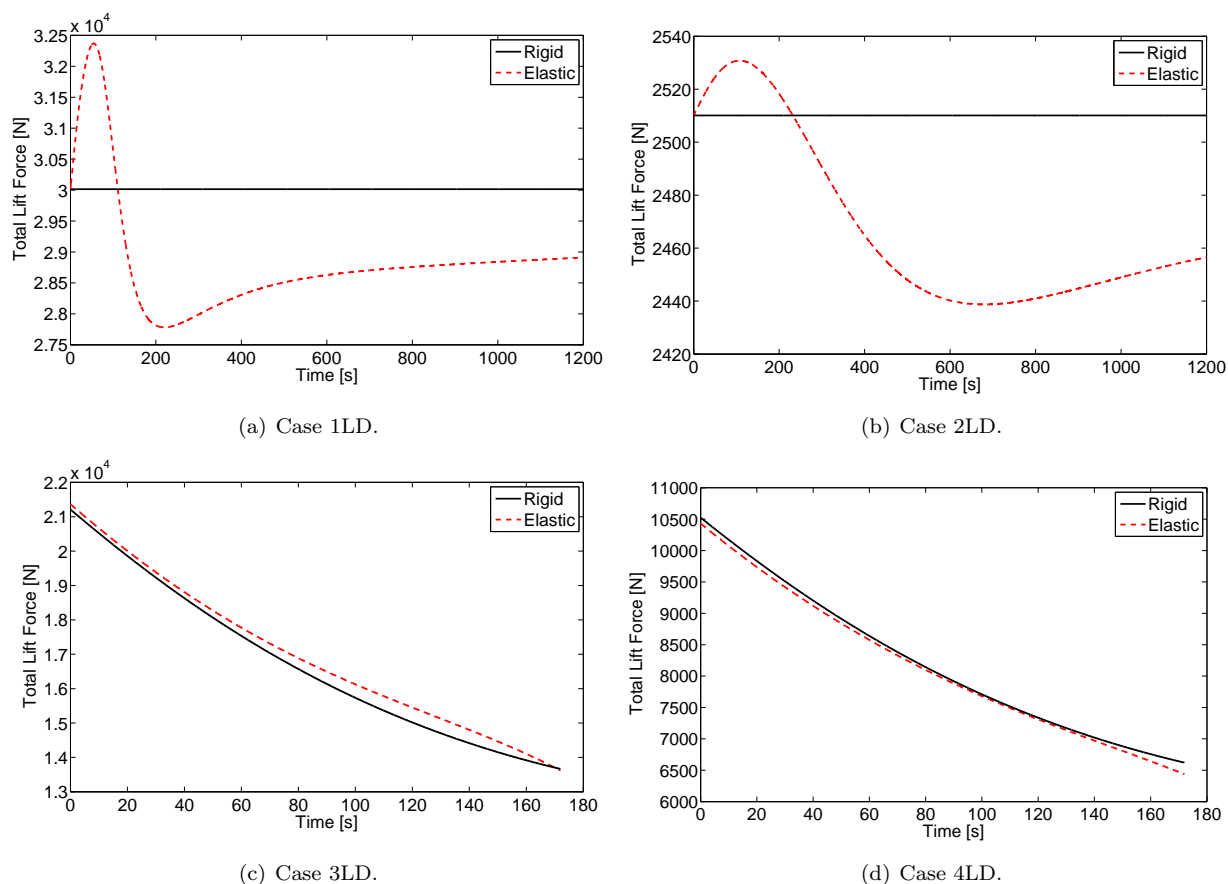 x 10⁴
3.25
3.2
3.15
3.1
3.05
3
2.95
2.9
2.85
2.8
2.75
Total Lift Force [N]
Rigid
Elastic
0 200 400 600 800 1000 1200
Time [s]
(a) Case 1LD.
2540
2520
2500
2480
2460
2440
2420
Total Lift Force [N]
Rigid
Elastic
0 200 400 600 800 1000 1200
Time [s]
(b) Case 2LD.
x 10⁴
2.2
2.1
2
1.9
1.8
1.7
1.6
1.5
1.4
1.3
Total Lift Force [N]
Rigid
Elastic
0 20 40 60 80 100 120 140 160 180
Time [s]
(c) Case 3LD.
11000
10500
10000
9500
9000
8500
8000
7500
7000
6500
6000
Total Lift Force [N]
Rigid
Elastic
0 20 40 60 80 100 120 140 160 180
Time [s]
(d) Case 4LD.